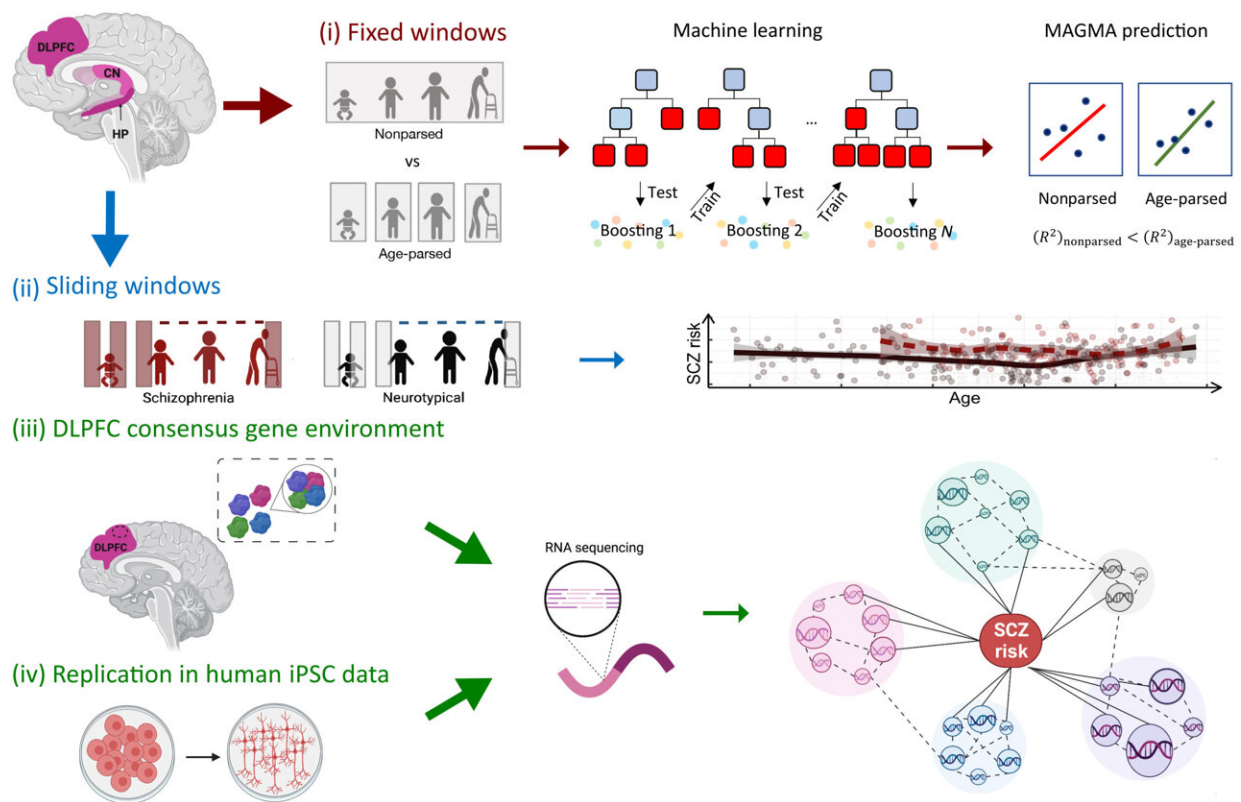 DLPFC
CN
HP
(i) Fixed windows
Nonparsed
vs
Age-parsed
Machine learning
...
Test
Train
Test
Train
Boosting 1
Boosting 2
Boosting N
MAGMA prediction
Nonparsed
Age-parsed
(R²)nonparsed < (R²)age-parsed
(ii) Sliding windows
Schizophrenia
Neurotypical
SCZ risk
Age
(iii) DLPFC consensus gene environment
DLPFC
RNA sequencing
SCZ
risk
(iv) Replication in human iPSC data